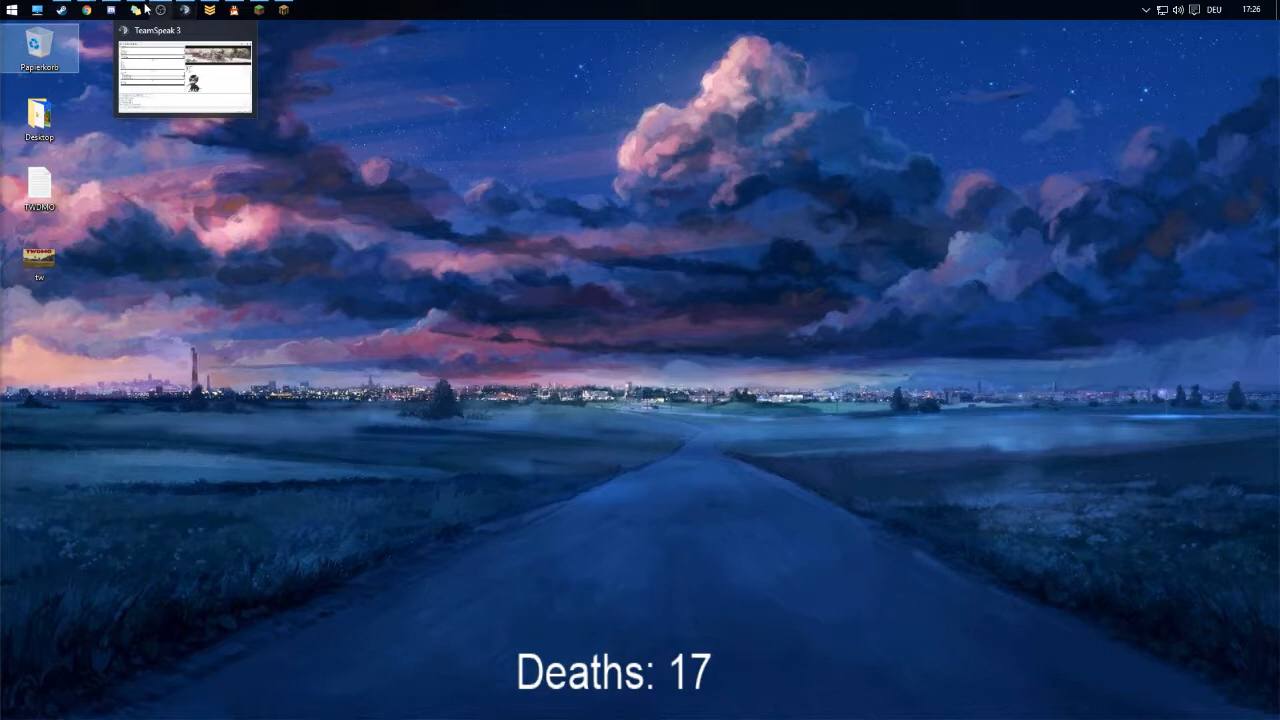 DEU
17:26
TeamSpeak 3
Papierkorb
Desktop
TWDMO
tw
Deaths: 17